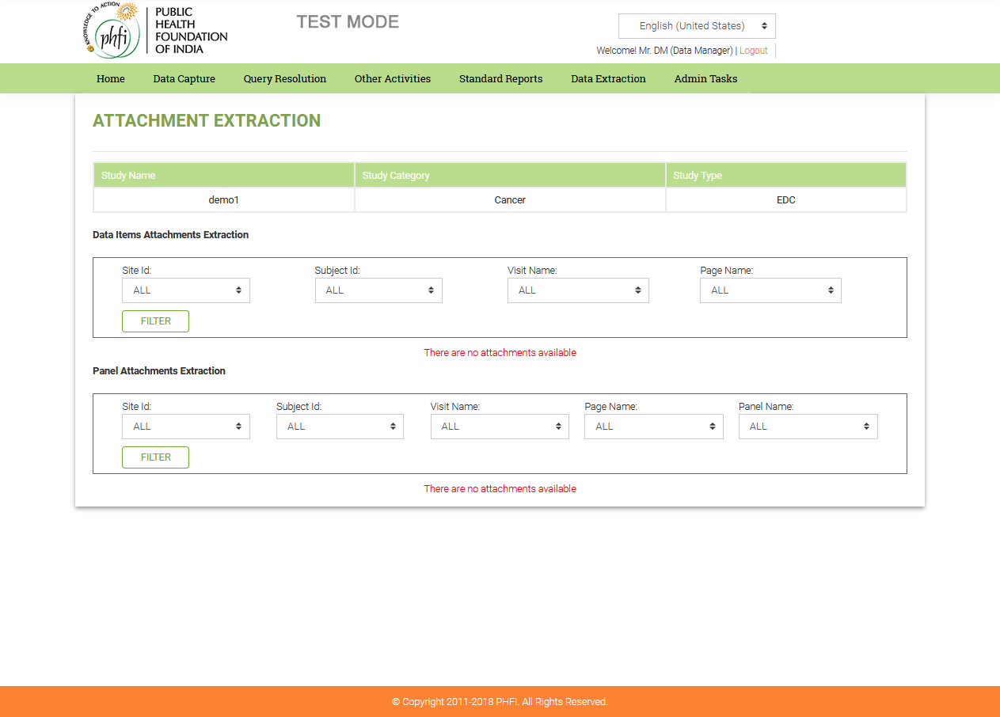 KNOWLEDGE TO ACTION
phfi
PUBLIC
HEALTH
FOUNDATION
OF INDIA
TEST MODE
English (United States)
Welcome! Mr. DM (Data Manager) | Logout
Home Data Capture Query Resolution Other Activities Standard Reports Data Extraction Admin Tasks
ATTACHMENT EXTRACTION
Study Name Study Category Study Type
demo1 Cancer EDC
Data Items Attachments Extraction
Site Id: Subject Id: Visit Name: Page Name:
ALL ALL ALL ALL
FILTER
There are no attachments available
Panel Attachments Extraction
Site Id: Subject Id: Visit Name: Page Name: Panel Name:
ALL ALL ALL ALL ALL
FILTER
There are no attachments available
© Copyright 2011-2018 PHFI. All Rights Reserved.